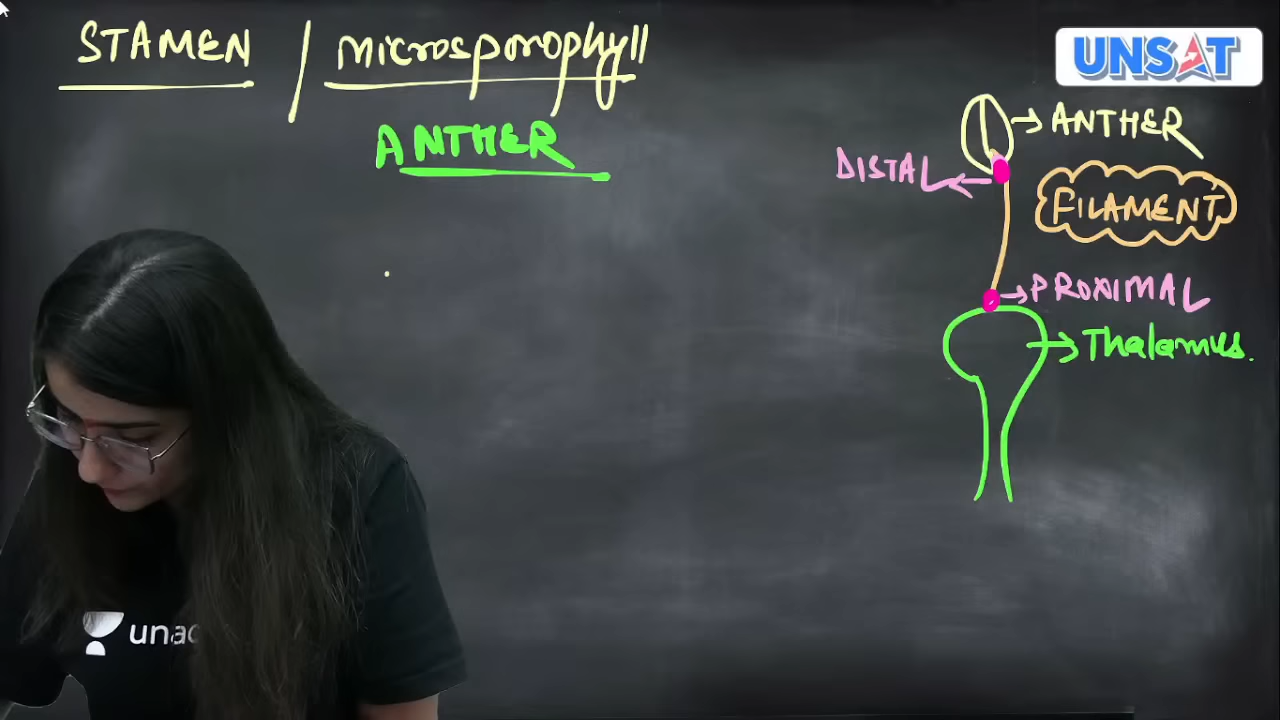 STAMEN / microsporophyll
ANTHER
UNSAT
ANTHER
DISTAL
FILAMENT
PROXIMAL
Thalamus.
unac